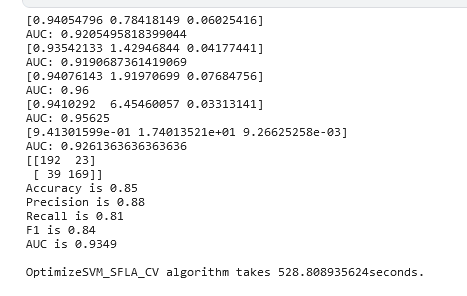 [0.94054796 0.78418149 0.06025416]
AUC: 0.9205495818399044
[0.93542133 1.42946844 0.04177441]
AUC: 0.9190687361419069
[0.94076143 1.91970699 0.07684756]
AUC: 0.96
[0.9410292  6.45460057 0.03313141]
AUC: 0.95625
[9.41301599e-01 1.74013521e+01 9.26625258e-03]
AUC: 0.9261363636363636
[[192  23]
 [ 39 169]]
Accuracy is 0.85
Precision is 0.88
Recall is 0.81
F1 is 0.84
AUC is 0.9349
OptimizeSVM_SFLA_CV algorithm takes 528.808935624seconds.